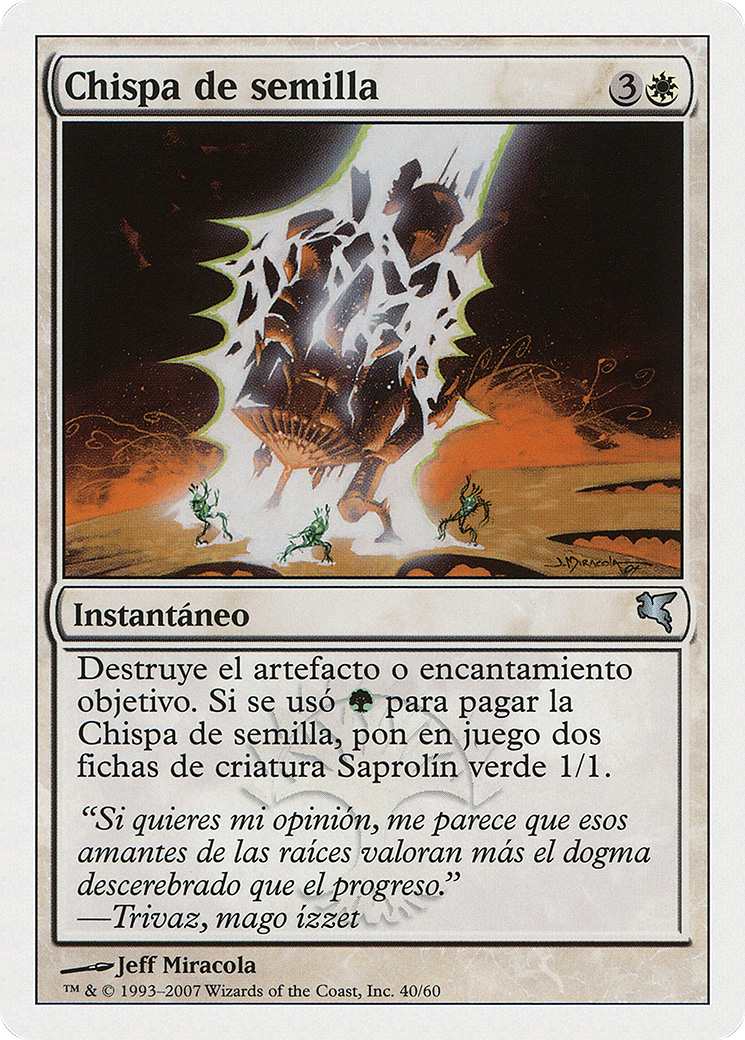 Chispa de semilla
3
J. Miracola
Instantáneo
Destruye el artefacto o encantamiento
objetivo. Si se usó para pagar la
Chispa de semilla, pon en juego dos
fichas de criatura Saprolín verde 1/1.
“Si quieres mi opinión, me parece que esos
amantes de las raíces valoran más el dogma
descerebrado que el progreso.”
—Trivaz, mago ízzet
Jeff Miracola
™ & © 1993–2007 Wizards of the Coast, Inc. 40/60